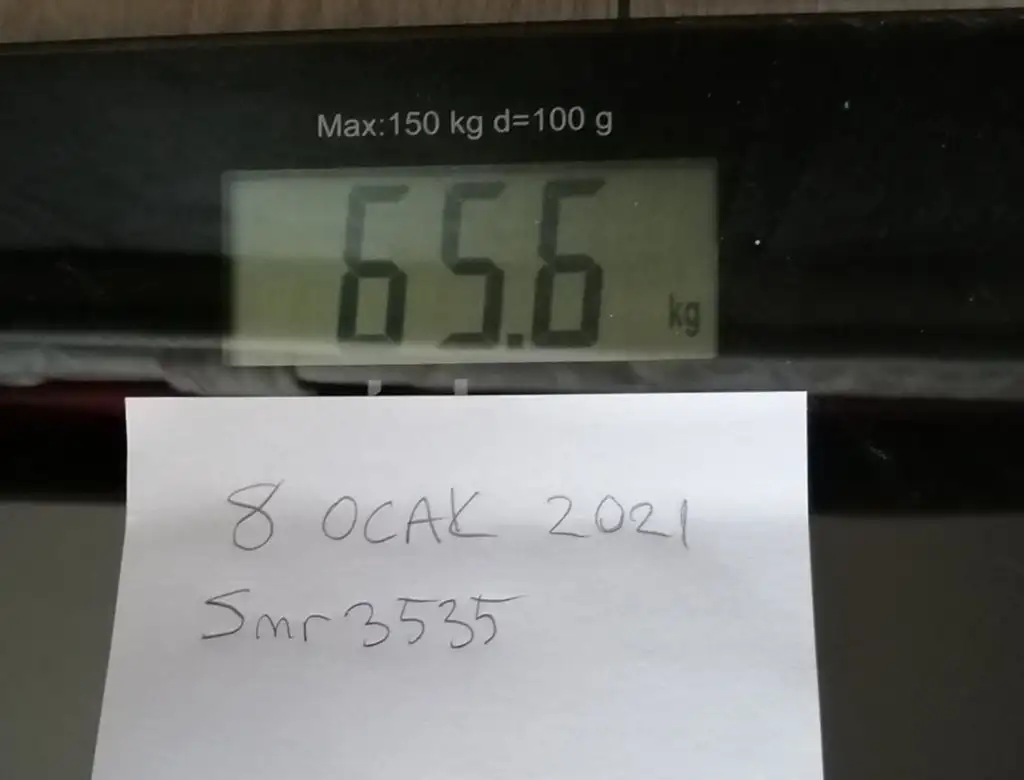 Max:150 kg d=100 g
65.6 kg
8 OCAK 2021
Smr3535